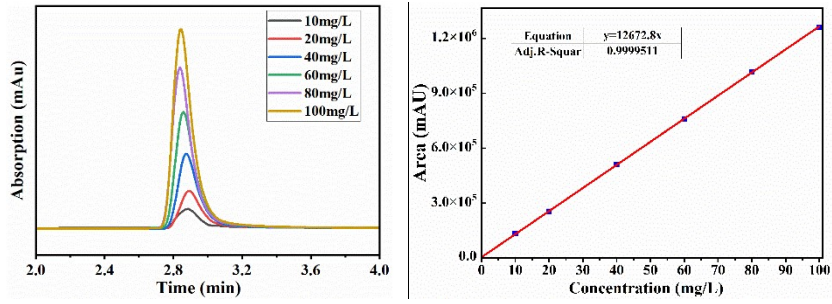 10mg/L
20mg/L
40mg/L
60mg/L
80mg/L
100mg/L
Absorption (mAu)
2.0 2.4 2.8 3.2 3.6 4.0
Time (min)
Equation y=12672.8x
Adj.R-Squar 0.9999511
1.2×10⁶
9.0×10⁵
6.0×10⁵
3.0×10⁵
0.0
Area (mAU)
0 10 20 30 40 50 60 70 80 90 100
Concentration (mg/L)